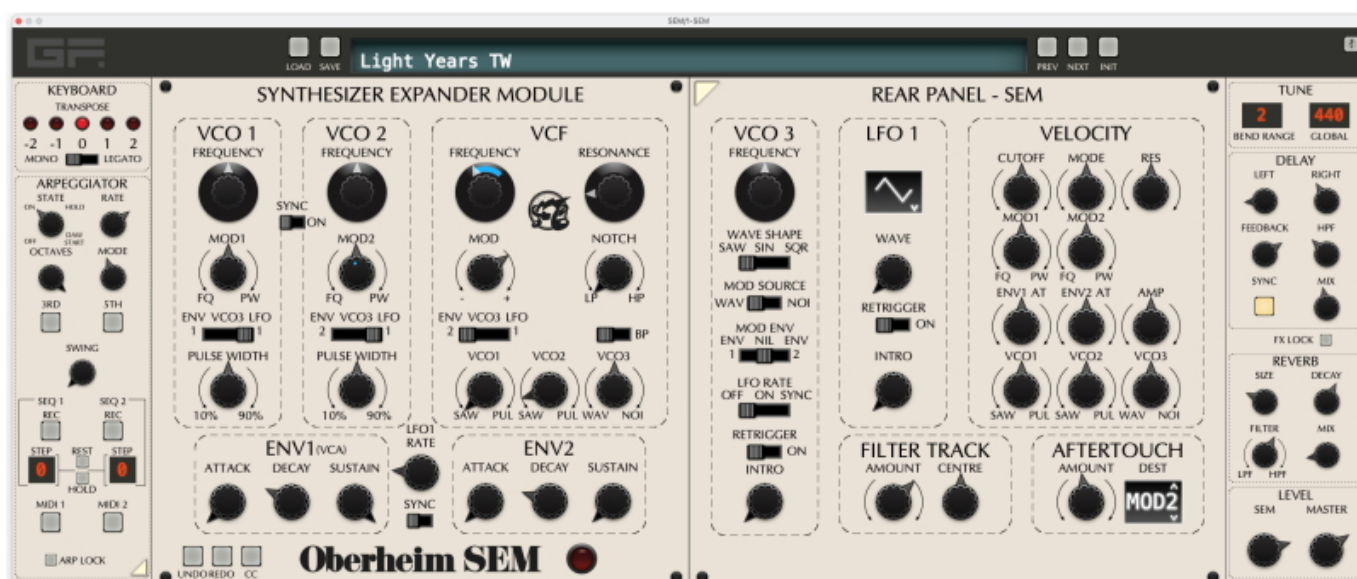 SEM/1-SEM
GF
LOAD SAVE
Light Years TW
PREV NEXT INIT
KEYBOARD
TRANSPOSE
-2 -1 0 1 2
MONO LEGATO
ARPEGGIATOR
STATE RATE
ON HOLD
OFF DAW START
OCTAVES MODE
3RD 5TH
SWING
SEQ 1 SEQ 2
REC REC
STEP REST STEP
0 0
HOLD
MIDI 1 MIDI 2
ARP LOCK
SYNTHESIZER EXPANDER MODULE
VCO 1
FREQUENCY
MOD1
FQ PW
ENV VCO3 LFO
1 1
PULSE WIDTH
10% 90%
SYNC
ON
VCO 2
FREQUENCY
MOD2
FQ PW
ENV VCO3 LFO
2 1
PULSE WIDTH
10% 90%
VCF
FREQUENCY RESONANCE
MOD NOTCH
- + LP HP
ENV VCO3 LFO
2 1
BP
VCO1 VCO2 VCO3
SAW PUL SAW PUL WAV NOI
ENV1 (VCA)
ATTACK DECAY SUSTAIN
LFO1
RATE
SYNC
ENV2
ATTACK DECAY SUSTAIN
UNDO REDO CC
Oberheim SEM
REAR PANEL - SEM
VCO 3
FREQUENCY
WAVE SHAPE
SAW SIN SQR
MOD SOURCE
WAV NOI
MOD ENV
ENV NIL ENV
1 2
LFO RATE
OFF ON SYNC
RETRIGGER
ON
INTRO
LFO 1
WAVE
RETRIGGER
ON
INTRO
VELOCITY
CUTOFF MODE RES
MOD1 MOD2
FQ PW FQ PW
ENV1 AT ENV2 AT AMP
VCO1 VCO2 VCO3
SAW PUL SAW PUL WAV NOI
FILTER TRACK
AMOUNT CENTRE
AFTERTOUCH
AMOUNT DEST
MOD2
TUNE
2 440
BEND RANGE GLOBAL
DELAY
LEFT RIGHT
FEEDBACK HPF
SYNC MIX
FX LOCK
REVERB
SIZE DECAY
FILTER MIX
LPF HPF
LEVEL
SEM MASTER